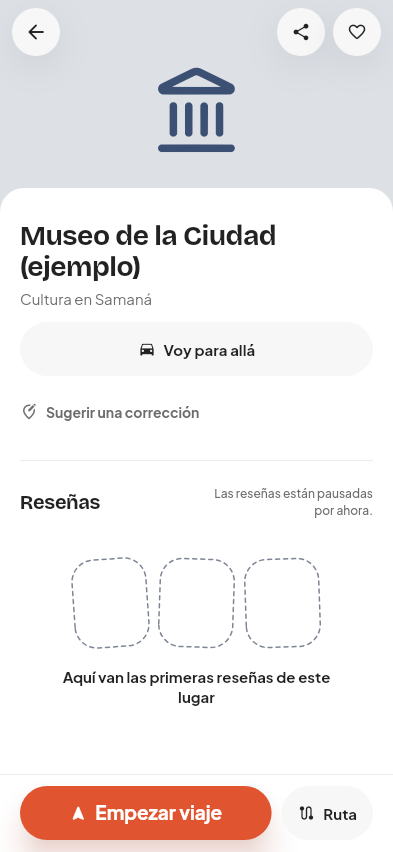 Museo de la Ciudad
(ejemplo)
Cultura en Samaná
Voy para allá
Sugerir una corrección
Reseñas
Las reseñas están pausadas
por ahora.
Aquí van las primeras reseñas de este
lugar
Empezar viaje
Ruta